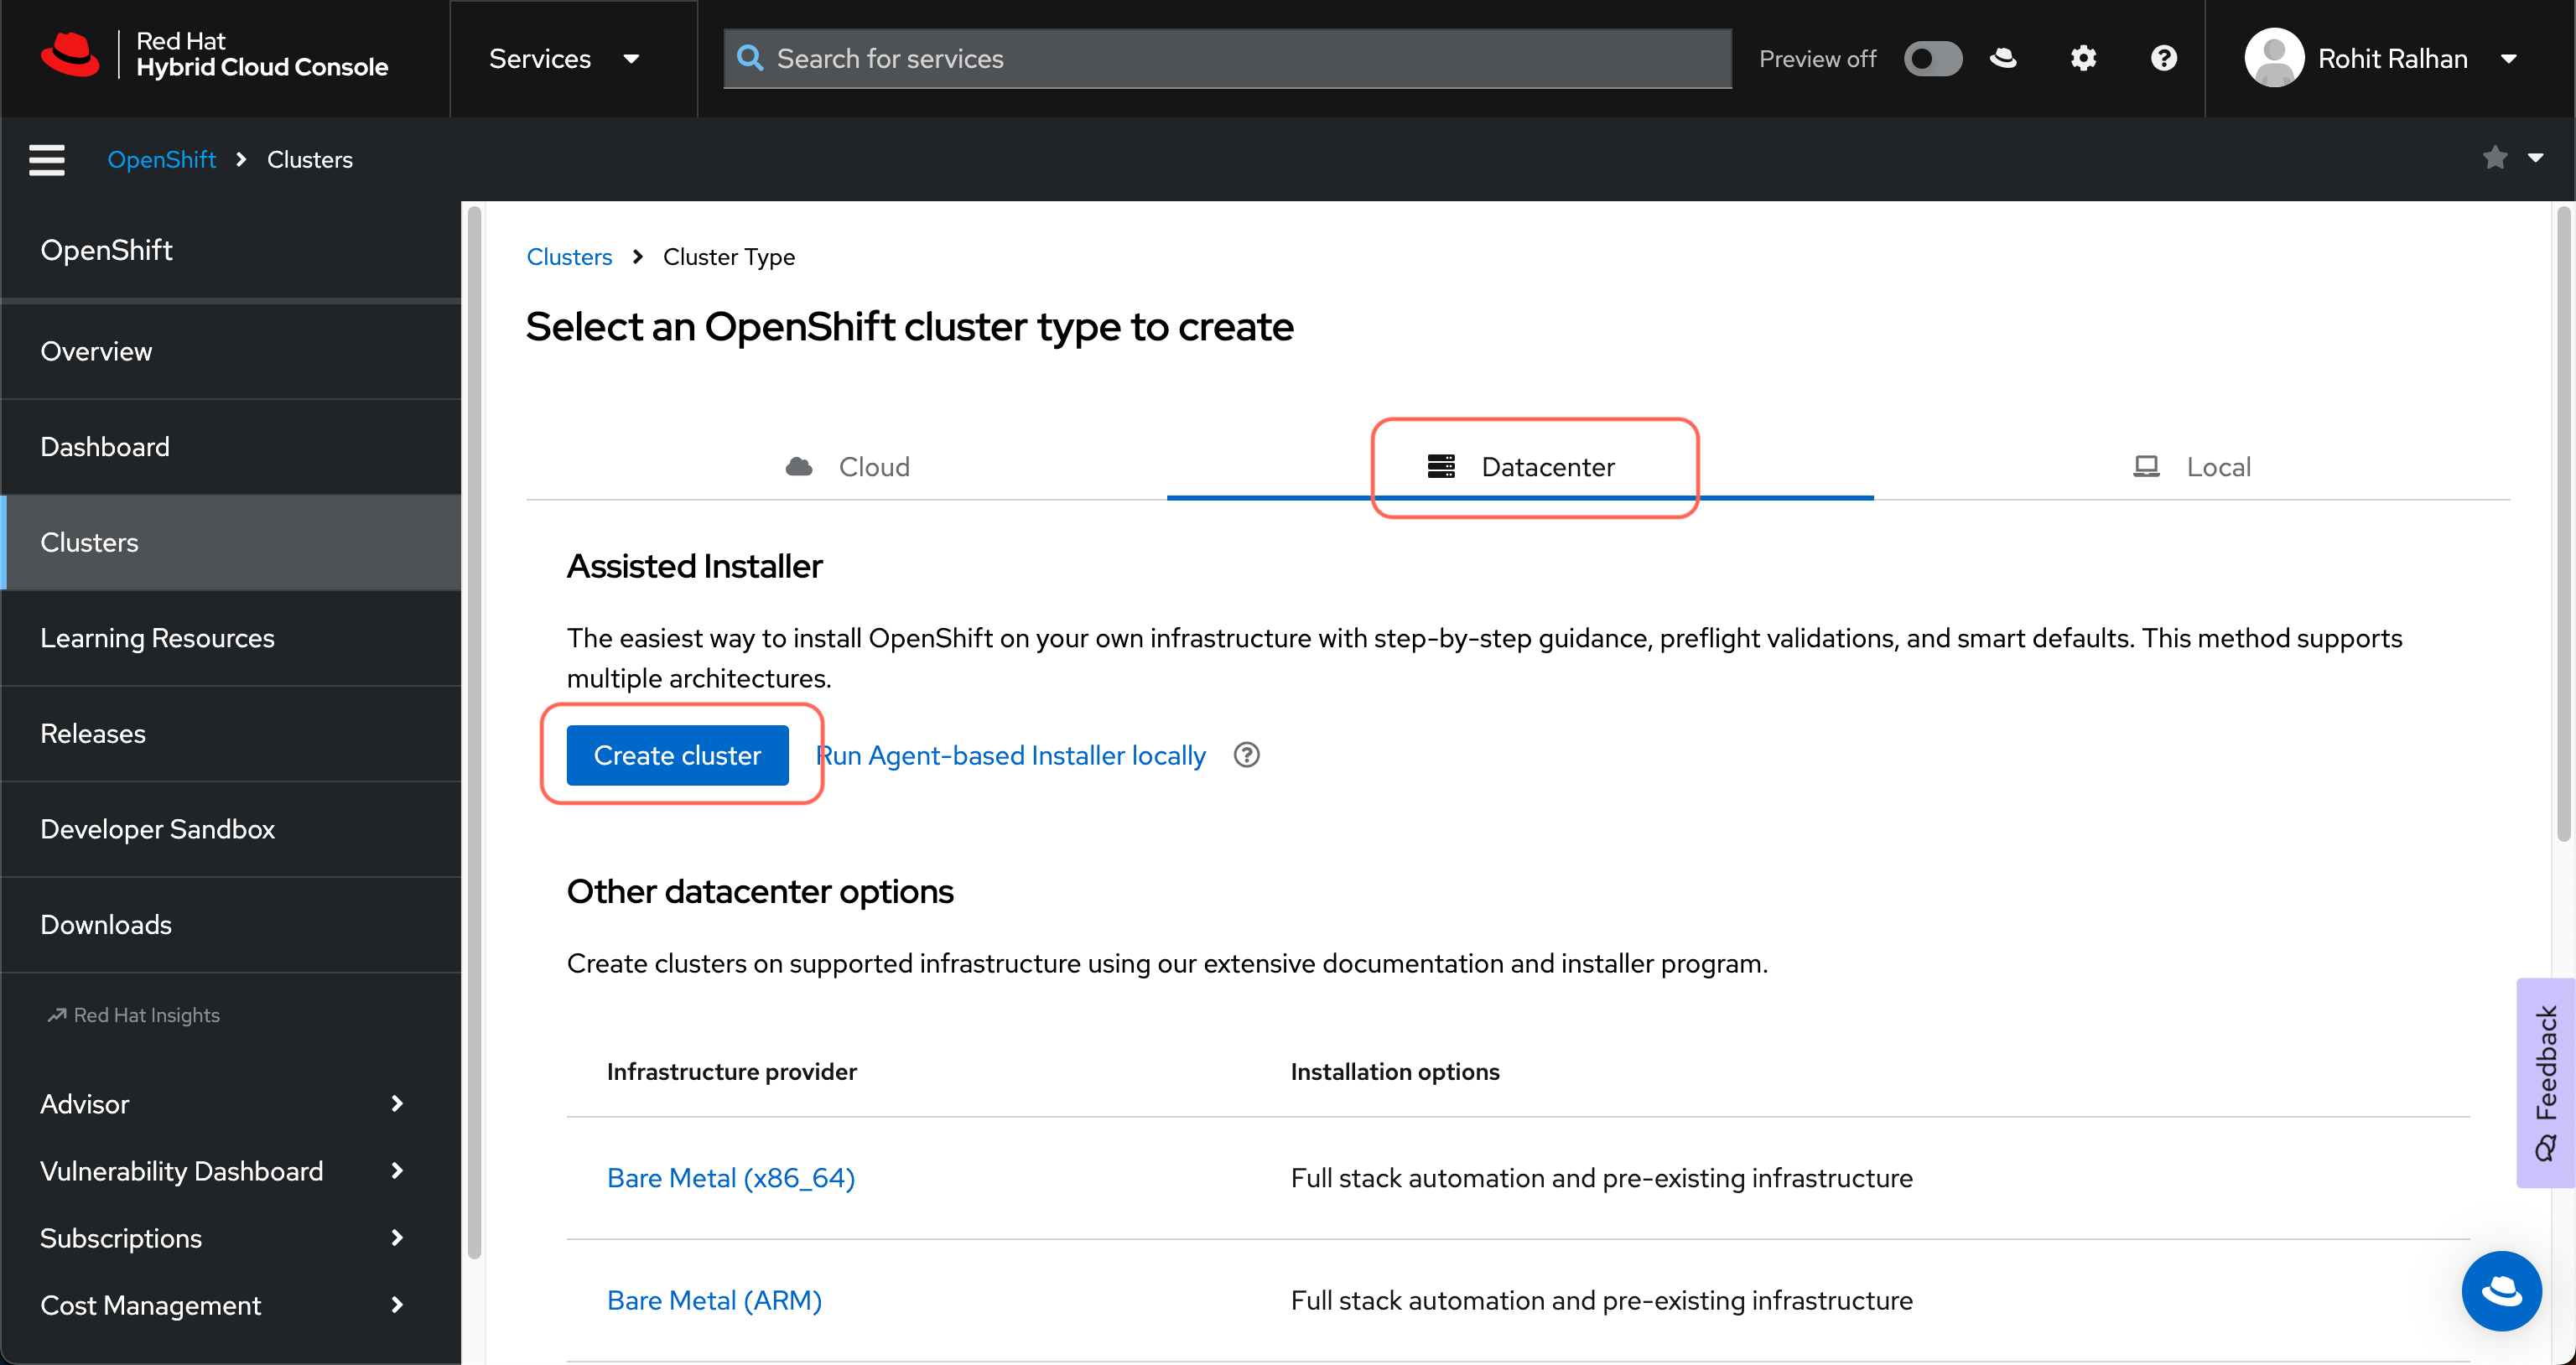 Red Hat
Hybrid Cloud Console
Services
Search for services
Preview off
Rohit Ralhan
OpenShift
Clusters
OpenShift
Overview
Dashboard
Clusters
Learning Resources
Releases
Developer Sandbox
Downloads
Red Hat Insights
Advisor
Vulnerability Dashboard
Subscriptions
Cost Management
Clusters
Cluster Type
Select an OpenShift cluster type to create
Cloud
Datacenter
Local
Assisted Installer
The easiest way to install OpenShift on your own infrastructure with step-by-step guidance, preflight validations, and smart defaults. This method supports
multiple architectures.
Create cluster
Run Agent-based Installer locally
Other datacenter options
Create clusters on supported infrastructure using our extensive documentation and installer program.
Infrastructure provider
Installation options
Bare Metal (x86_64)
Full stack automation and pre-existing infrastructure
Bare Metal (ARM)
Full stack automation and pre-existing infrastructure
Feedback